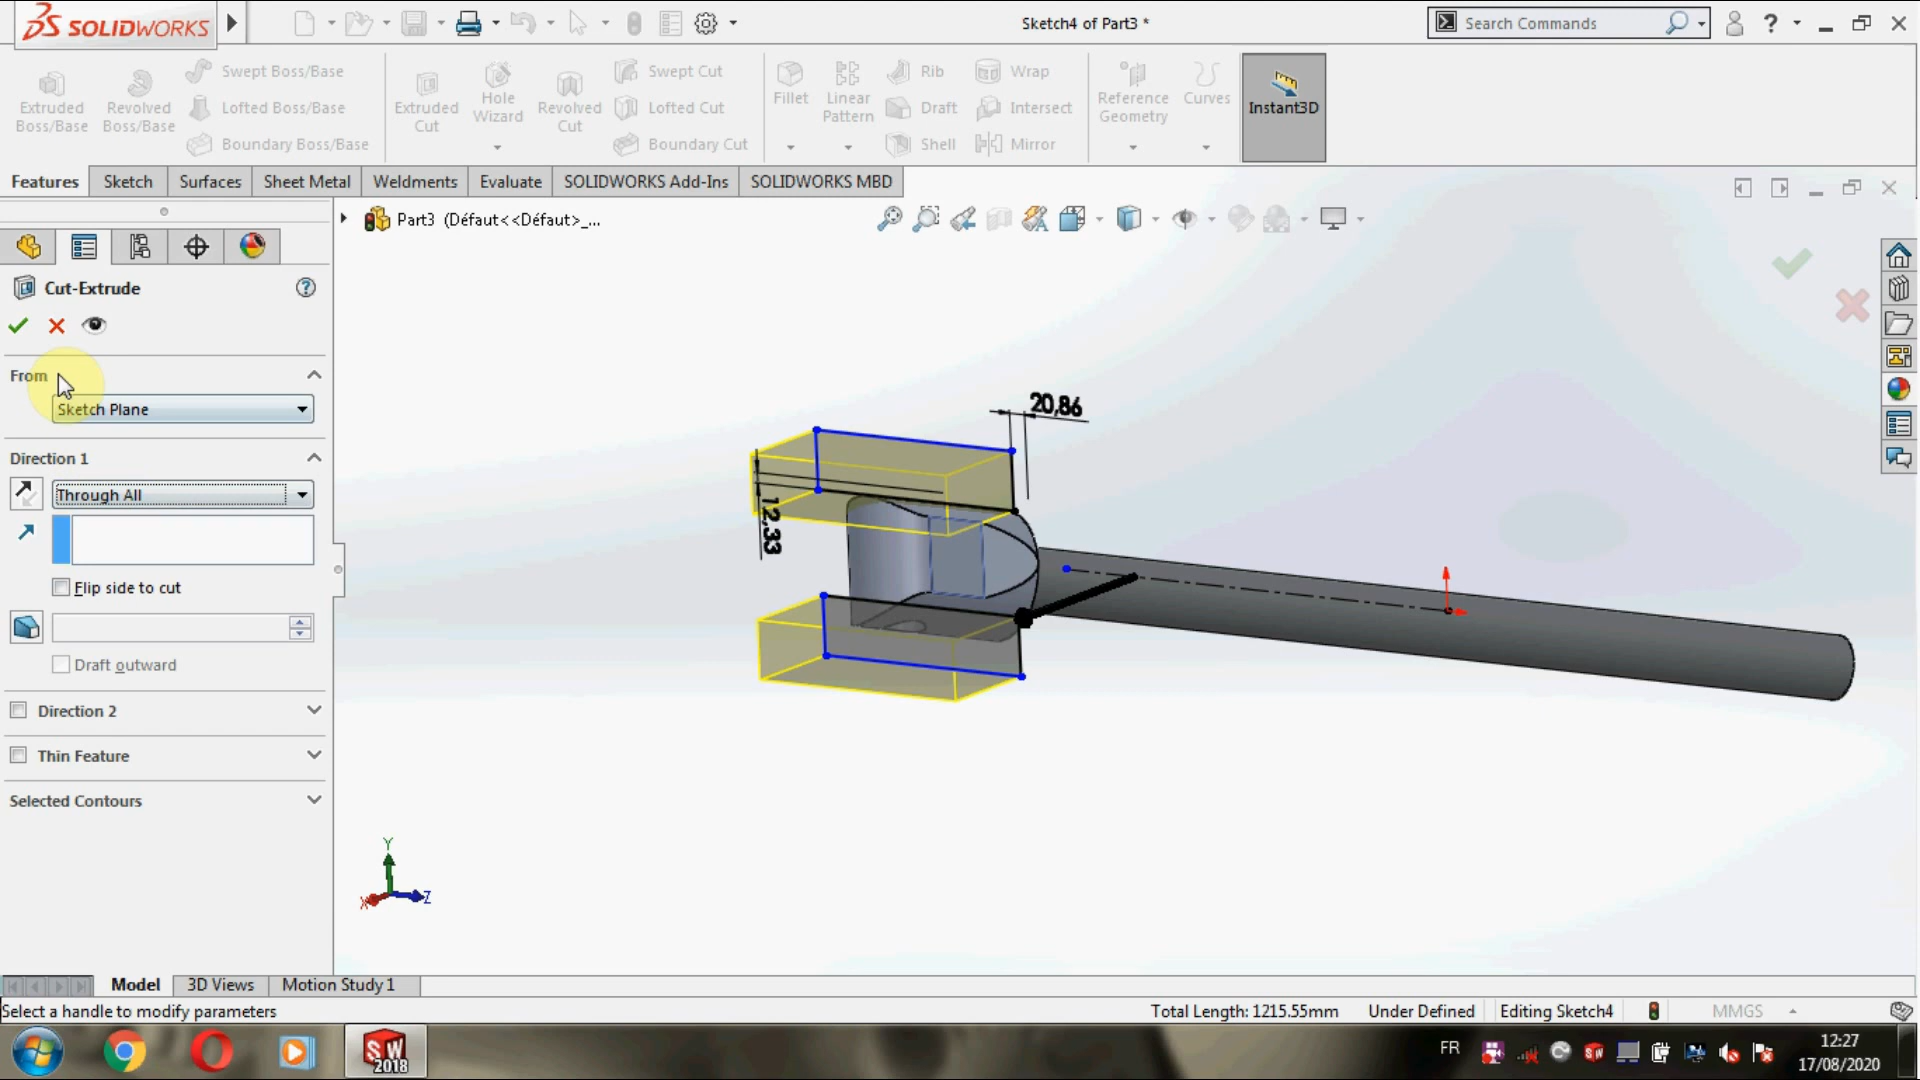 SOLIDWORKS
Sketch4 of Part3 *
Search Commands
?
Extruded Boss/Base
Revolved Boss/Base
Swept Boss/Base
Lofted Boss/Base
Boundary Boss/Base
Extruded Cut
Hole Wizard
Revolved Cut
Swept Cut
Lofted Cut
Boundary Cut
Fillet
Linear Pattern
Rib
Draft
Shell
Wrap
Intersect
Mirror
Reference Geometry
Curves
Instant3D
Features
Sketch
Surfaces
Sheet Metal
Weldments
Evaluate
SOLIDWORKS Add-Ins
SOLIDWORKS MBD
Part3 (Défaut<<Défaut>_...
Cut-Extrude
?
From
Sketch Plane
Direction 1
Through All
Flip side to cut
Draft outward
Direction 2
Thin Feature
Selected Contours
20,86
12,33
Y
X
Z
Model
3D Views
Motion Study 1
Select a handle to modify parameters
Total Length: 1215.55mm
Under Defined
Editing Sketch4
MMGS
SW
2018
FR
SW
12:27
17/08/2020